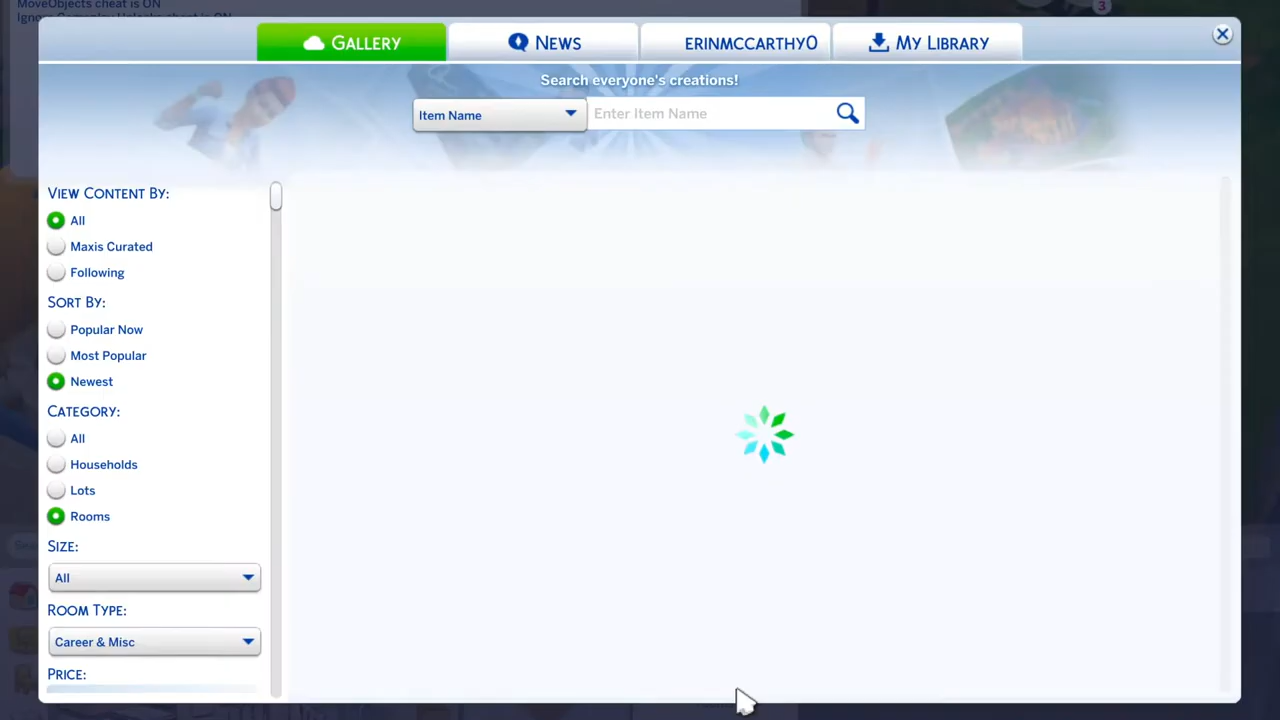 MoveObjects cheat is ON
3
GALLERY
NEWS
ERINMCCARTHY0
MY LIBRARY
Search everyone's creations!
Item Name
Enter Item Name
VIEW CONTENT BY:
All
Maxis Curated
Following
SORT BY:
Popular Now
Most Popular
Newest
CATEGORY:
All
Households
Lots
Rooms
SIZE:
All
ROOM TYPE:
Career & Misc
PRICE: